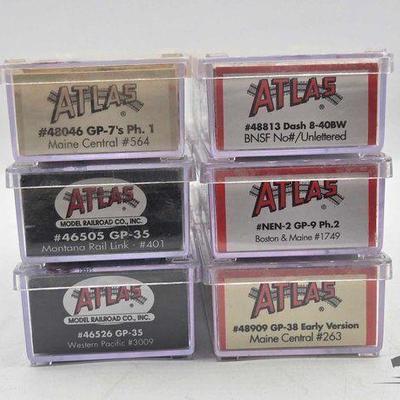 ATLAS
®
#48046 GP-7's Ph. 1
Maine Central #564
ATLAS
®
#48813 Dash 8-40BW
BNSF No#/Unlettered
ATLAS
®
MODEL RAILROAD CO., INC.
#46505 GP-35
Montana Rail Link - #401
ATLAS
®
#NEN-2 GP-9 Ph.2
Boston & Maine #1749
ATLAS
®
MODEL RAILROAD CO., INC.
#46526 GP-35
Western Pacific #3009
ATLAS
®
#48909 GP-38 Early Version
Maine Central #263